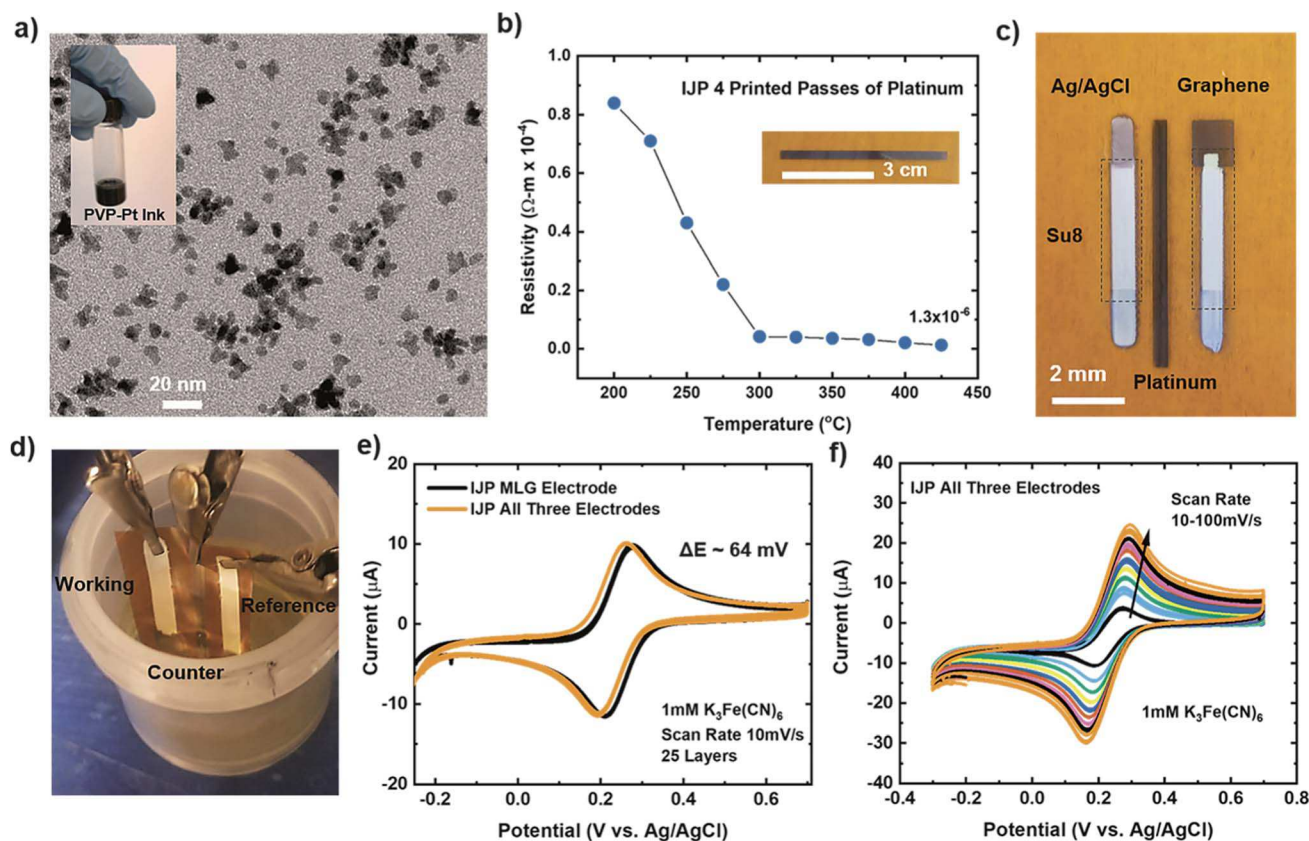 a)
PVP-Pt Ink
20 nm
b)
IJP 4 Printed Passes of Platinum
3 cm
1.3x10⁻⁶
1.0
0.8
0.6
0.4
0.2
0.0
Resistivity (Ω-m x 10⁻⁴)
200 250 300 350 400 450
Temperature (°C)
c)
Ag/AgCl Graphene
Su8
Platinum
2 mm
d)
Working
Reference
Counter
e)
IJP MLG Electrode
IJP All Three Electrodes
ΔE ~ 64 mV
1mM K₃Fe(CN)₆
Scan Rate 10mV/s
25 Layers
20
10
0
-10
-20
Current (μA)
-0.2 0.0 0.2 0.4 0.6
Potential (V vs. Ag/AgCl)
f)
IJP All Three Electrodes
Scan Rate
10-100mV/s
1mM K₃Fe(CN)₆
40
30
20
10
0
-10
-20
-30
-40
Current (μA)
-0.4 -0.2 0.0 0.2 0.4 0.6 0.8
Potential (V vs. Ag/AgCl)